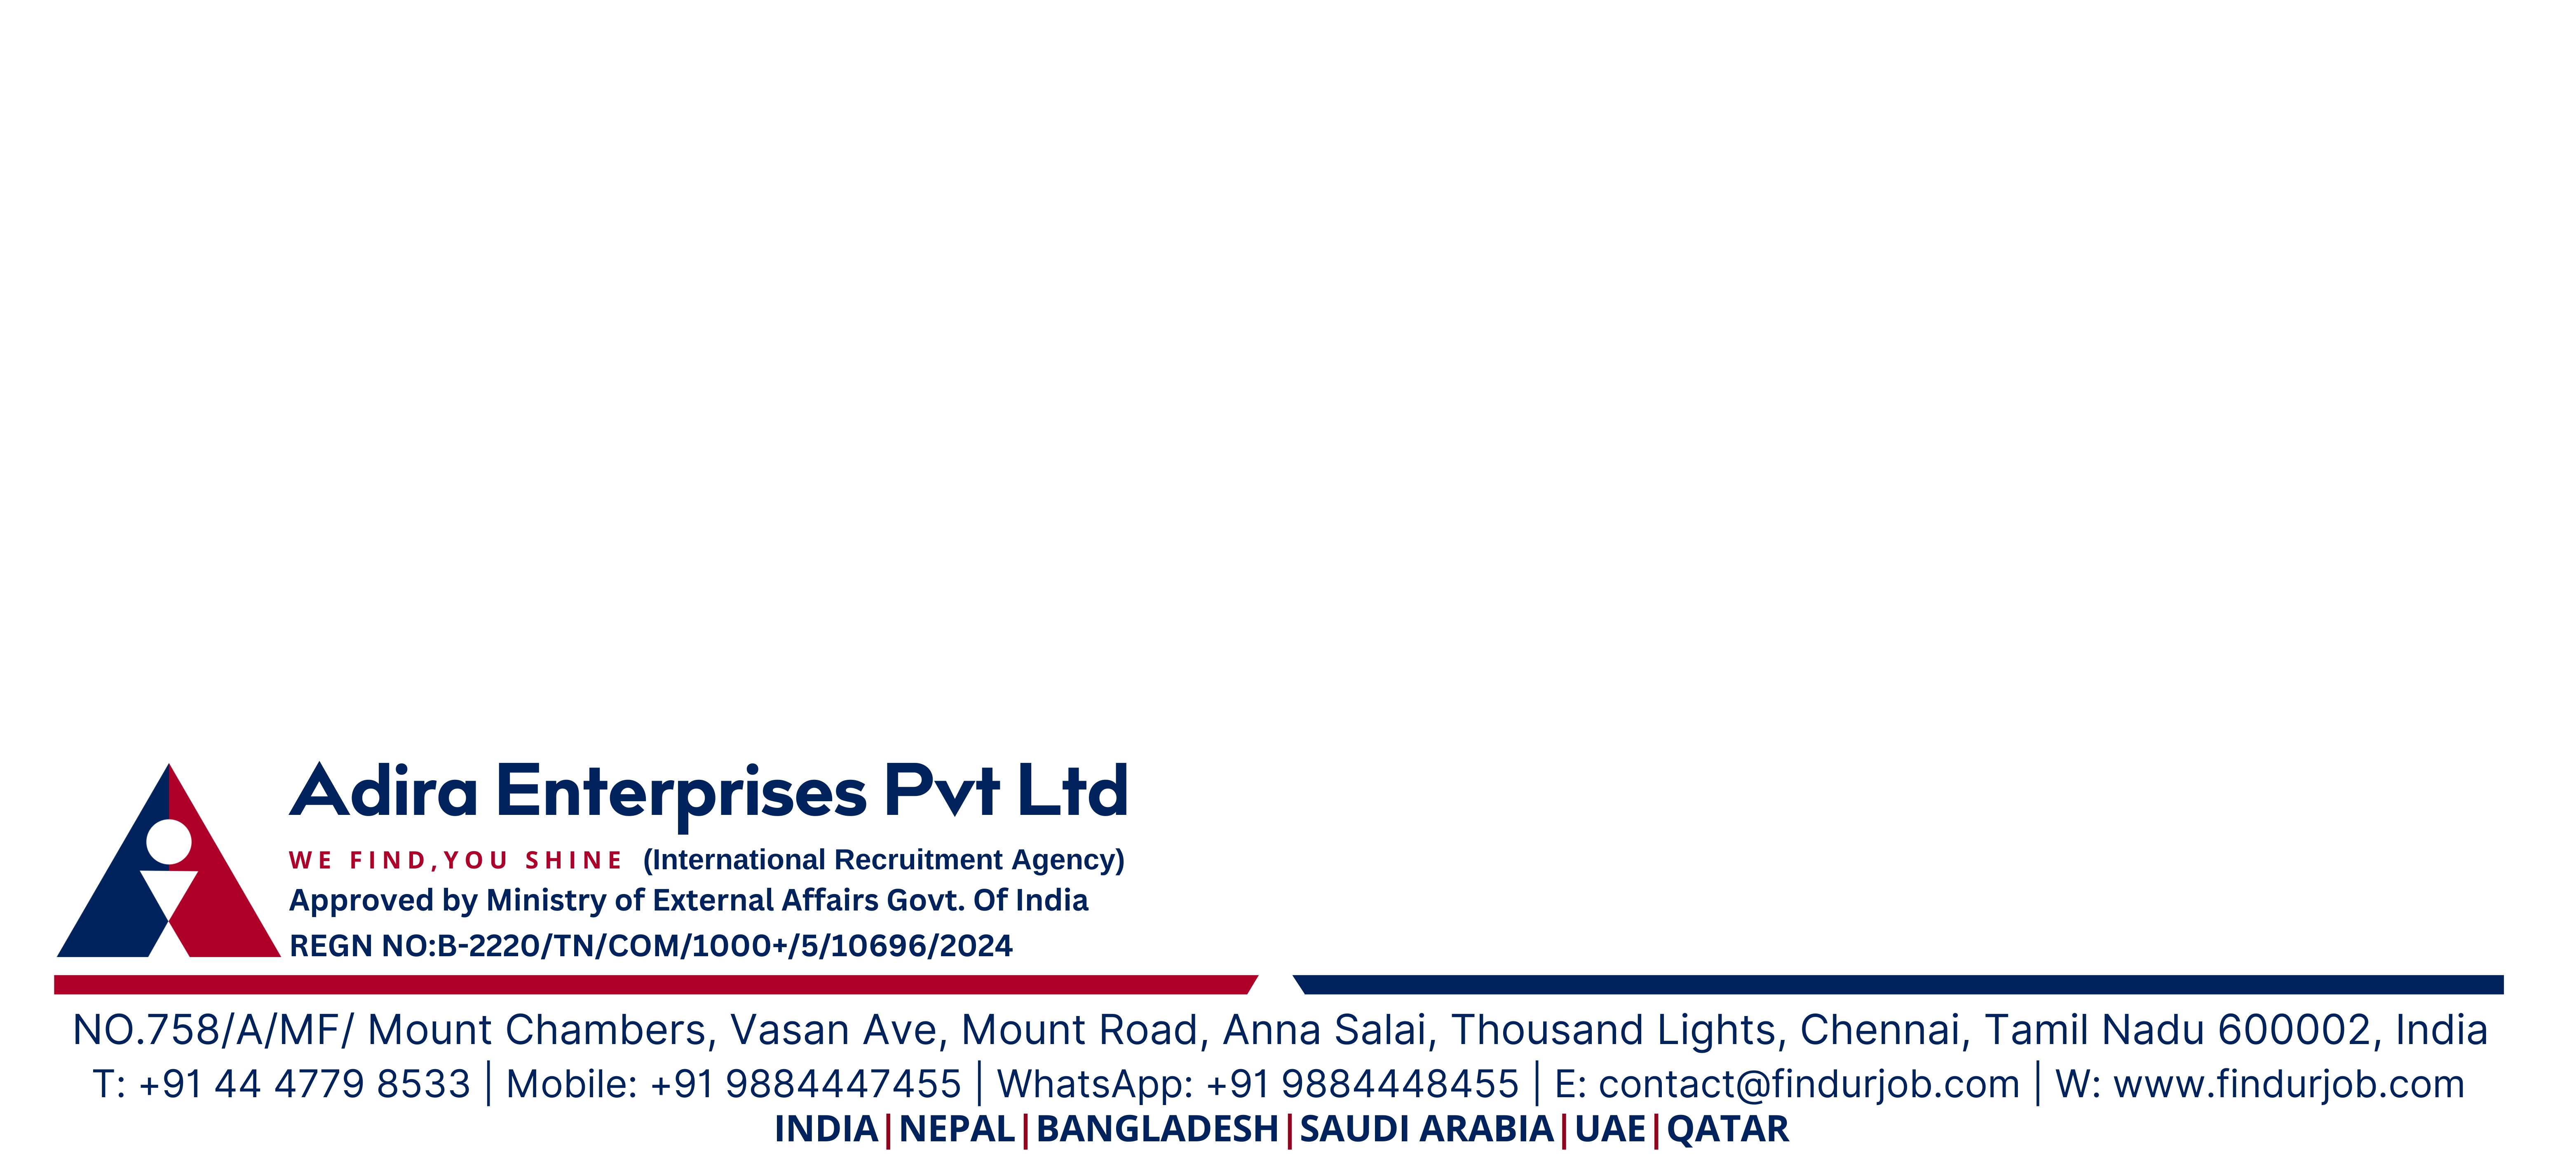 Adira Enterprises Pvt Ltd
WE FIND,YOU SHINE (International Recruitment Agency)
Approved by Ministry of External Affairs Govt. Of India
REGN NO:B-2220/TN/COM/1000+/5/10696/2024
NO.758/A/MF/ Mount Chambers, Vasan Ave, Mount Road, Anna Salai, Thousand Lights, Chennai, Tamil Nadu 600002, India
T: +91 44 4779 8533 | Mobile: +91 9884447455 | WhatsApp: +91 9884448455 | E: contact@findurjob.com | W: www.findurjob.com
INDIA|NEPAL|BANGLADESH|SAUDI ARABIA|UAE|QATAR